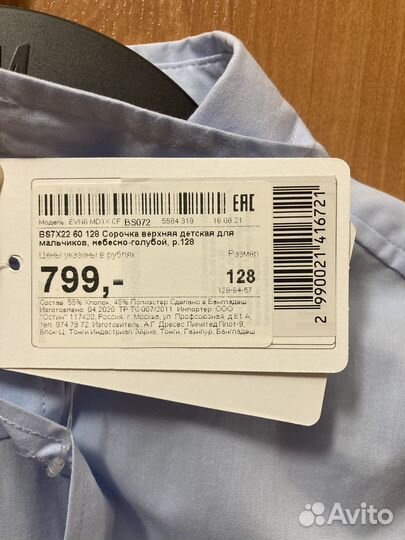 Модель: EVN6 MD1X CF BS072 5584 319 16.08.21
EAC
BS7X22 60 128 Сорочка верхняя детская для
мальчиков, небесно-голубой, р.128
Цены указаны в рублях Размер
799,- 128
128-64-57
Состав: 55% Хлопок, 45% Полиэстер Сделано в Бангладеш
Изготовлено: 04.2020 ТР ТС 007/2011 Импортер: ООО
"Остин" 117420, Россия, г. Москва, ул. Профсоюзная, д.61 А,
тел. 974 78 72. Изготовитель: А.Г. Дресес Лимитед Плот-9,
Блок-Ц, Тонги Индастриал Эйриа, Тонги, Газипур, Бангладеш
2 990021 416721
Avito